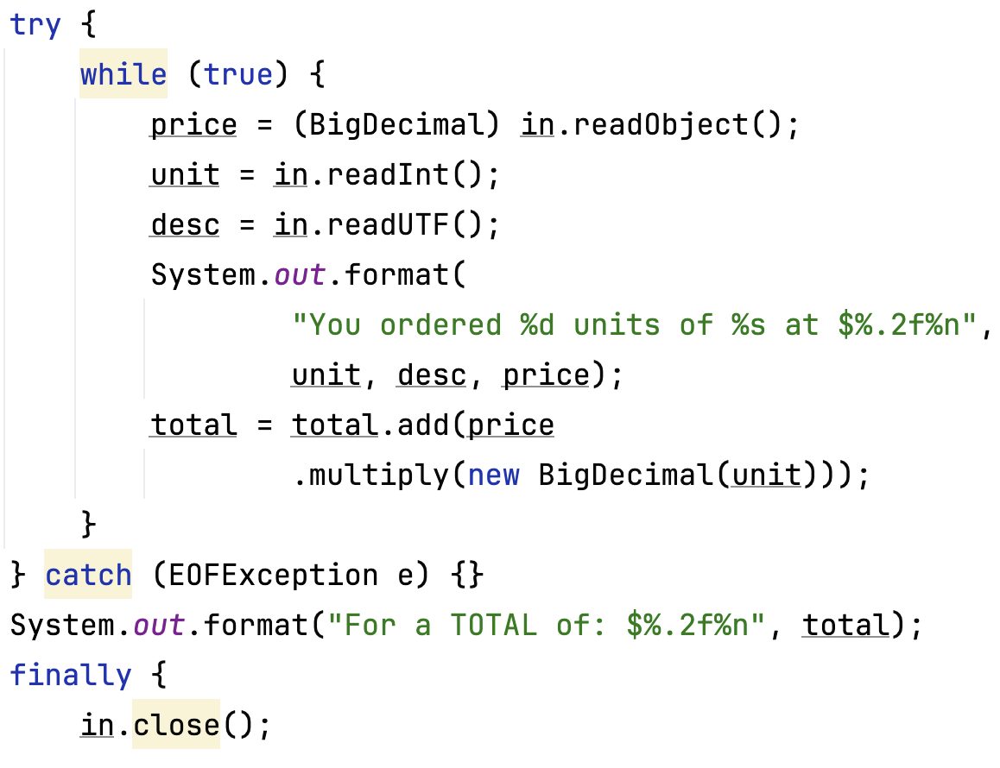 try {
    while (true) {
        price = (BigDecimal) in.readObject();
        unit = in.readInt();
        desc = in.readUTF();
        System.out.format(
                "You ordered %d units of %s at $%.2f%n",
                unit, desc, price);
        total = total.add(price
                .multiply(new BigDecimal(unit)));
    }
} catch (EOFException e) {}
System.out.format("For a TOTAL of: $%.2f%n", total);
finally {
    in.close();